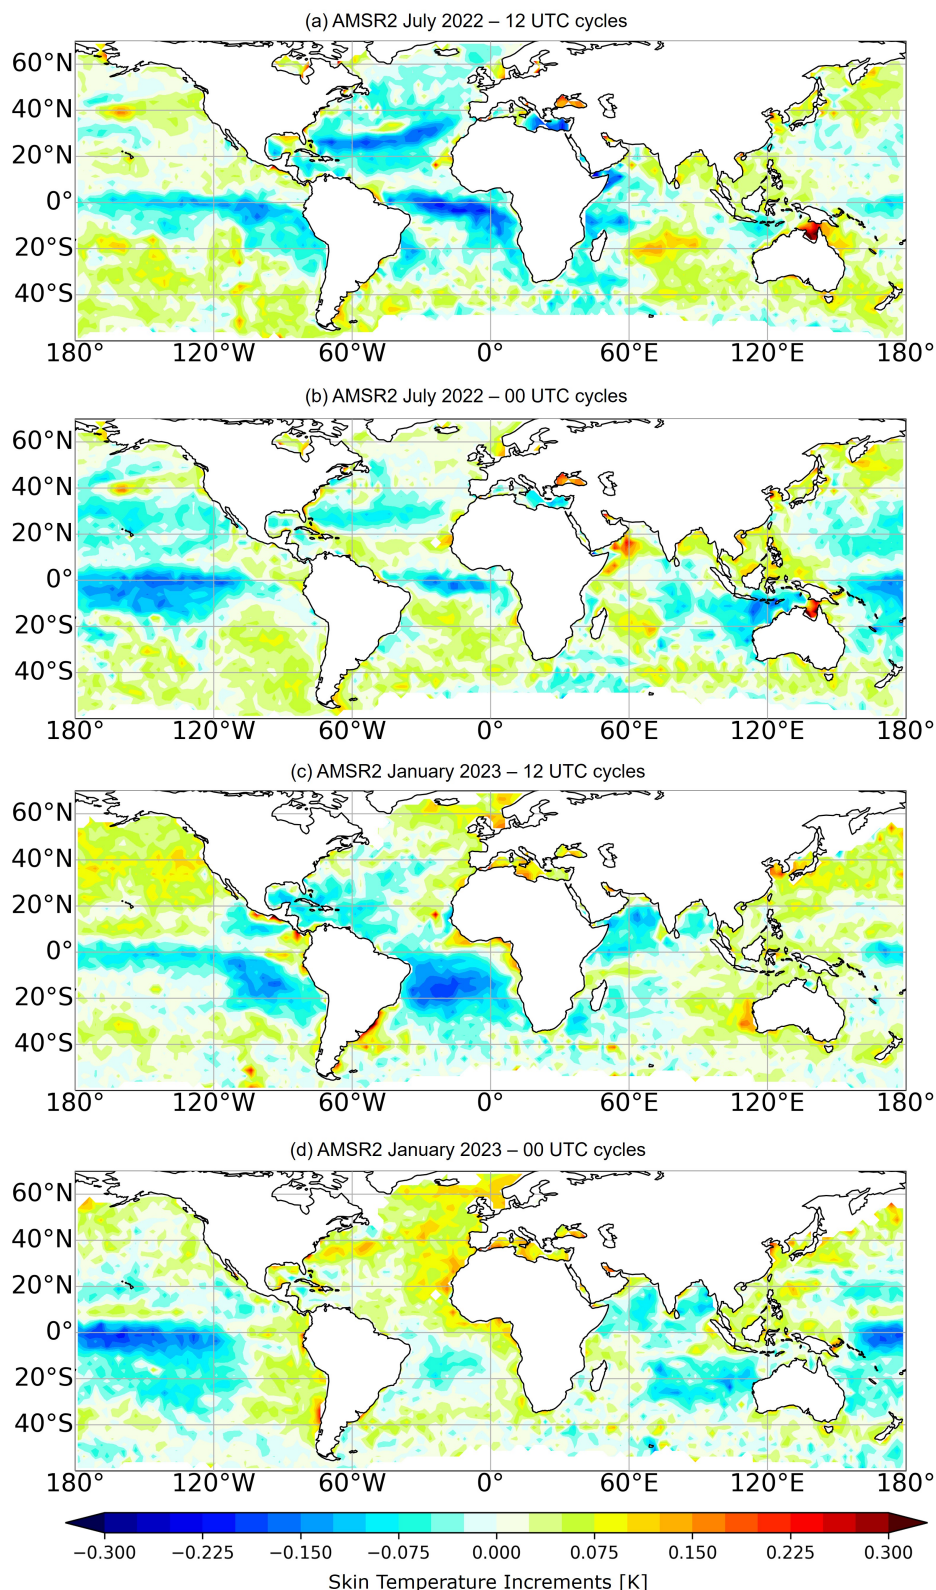 (a) AMSR2 July 2022 – 12 UTC cycles
60°N
40°N
20°N
0°
20°S
40°S
180° 120°W 60°W 0° 60°E 120°E 180°
(b) AMSR2 July 2022 – 00 UTC cycles
60°N
40°N
20°N
0°
20°S
40°S
180° 120°W 60°W 0° 60°E 120°E 180°
(c) AMSR2 January 2023 – 12 UTC cycles
60°N
40°N
20°N
0°
20°S
40°S
180° 120°W 60°W 0° 60°E 120°E 180°
(d) AMSR2 January 2023 – 00 UTC cycles
60°N
40°N
20°N
0°
20°S
40°S
180° 120°W 60°W 0° 60°E 120°E 180°
−0.300 −0.225 −0.150 −0.075 0.000 0.075 0.150 0.225 0.300
Skin Temperature Increments [K]